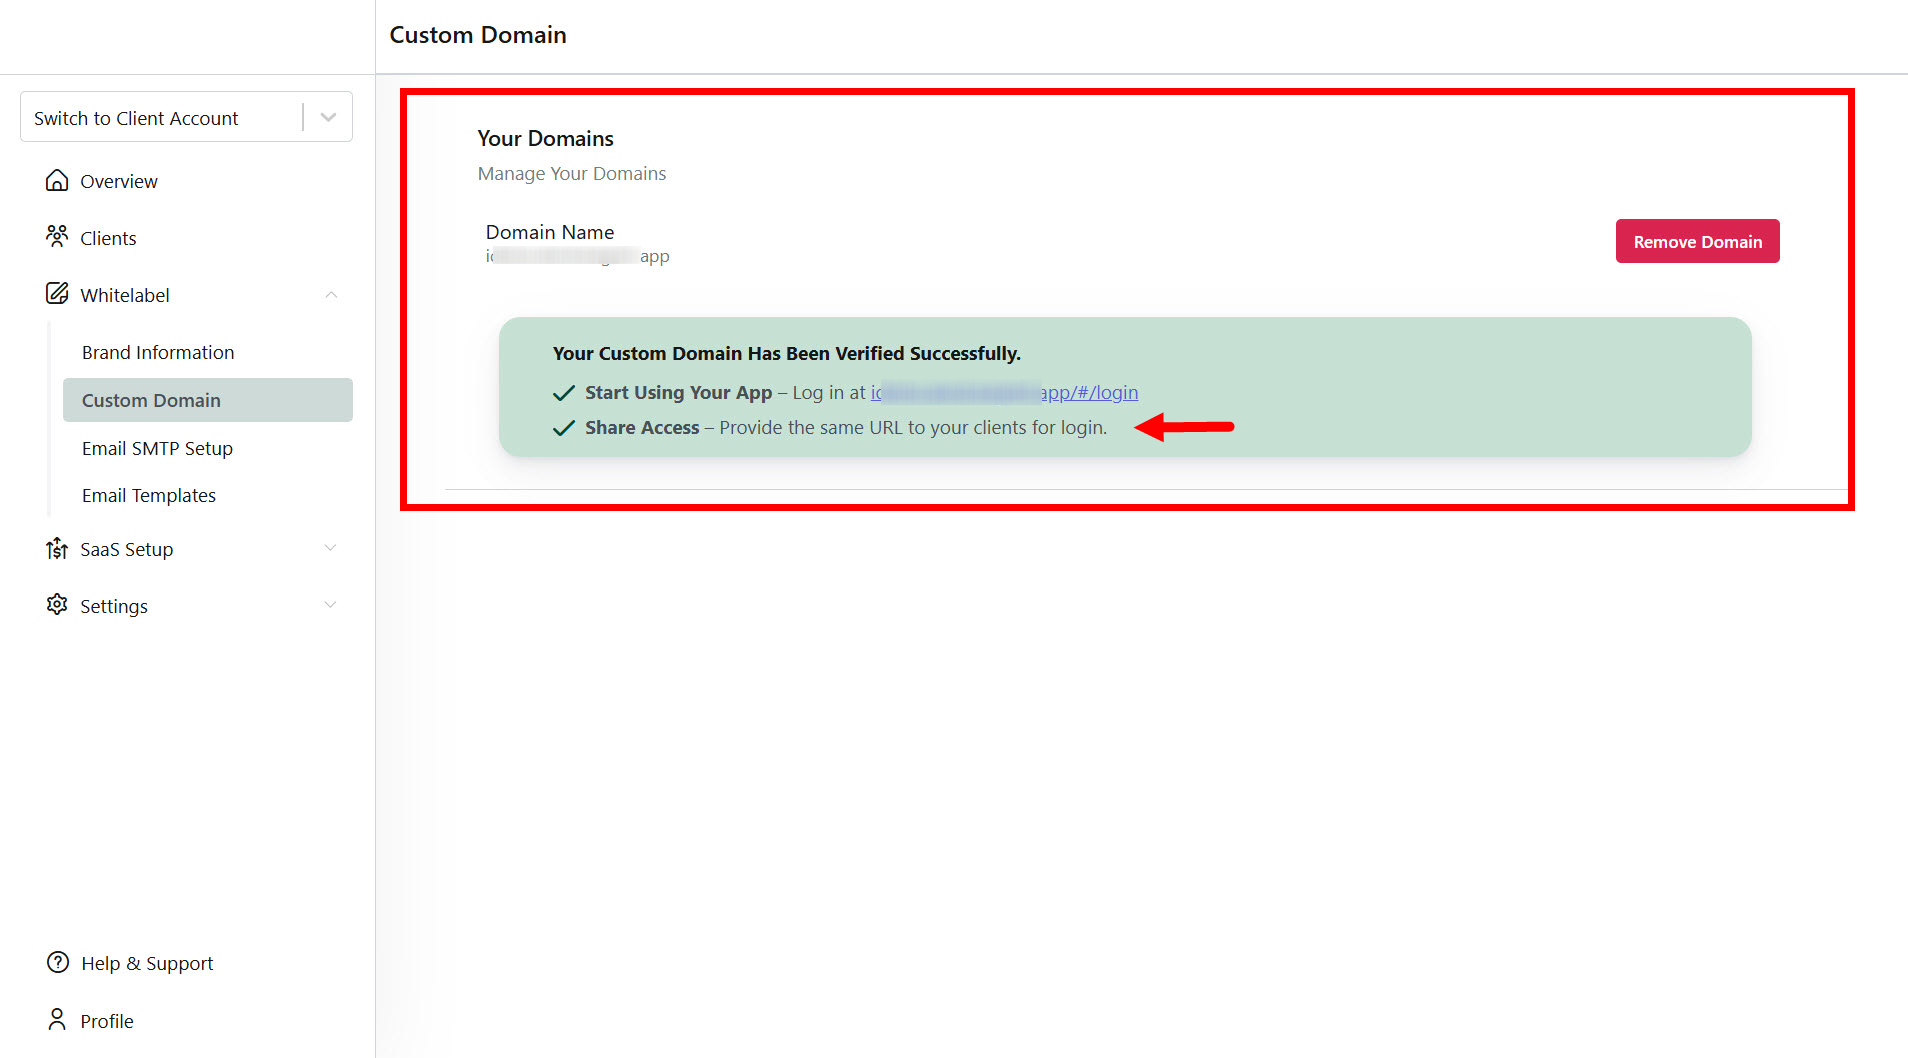 Custom Domain
Switch to Client Account
Overview
Clients
Whitelabel
Brand Information
Custom Domain
Email SMTP Setup
Email Templates
SaaS Setup
Settings
Help & Support
Profile
Your Domains
Manage Your Domains
Domain Name
app
Remove Domain
Your Custom Domain Has Been Verified Successfully.
Start Using Your App – Log in at app/#/login
Share Access – Provide the same URL to your clients for login.